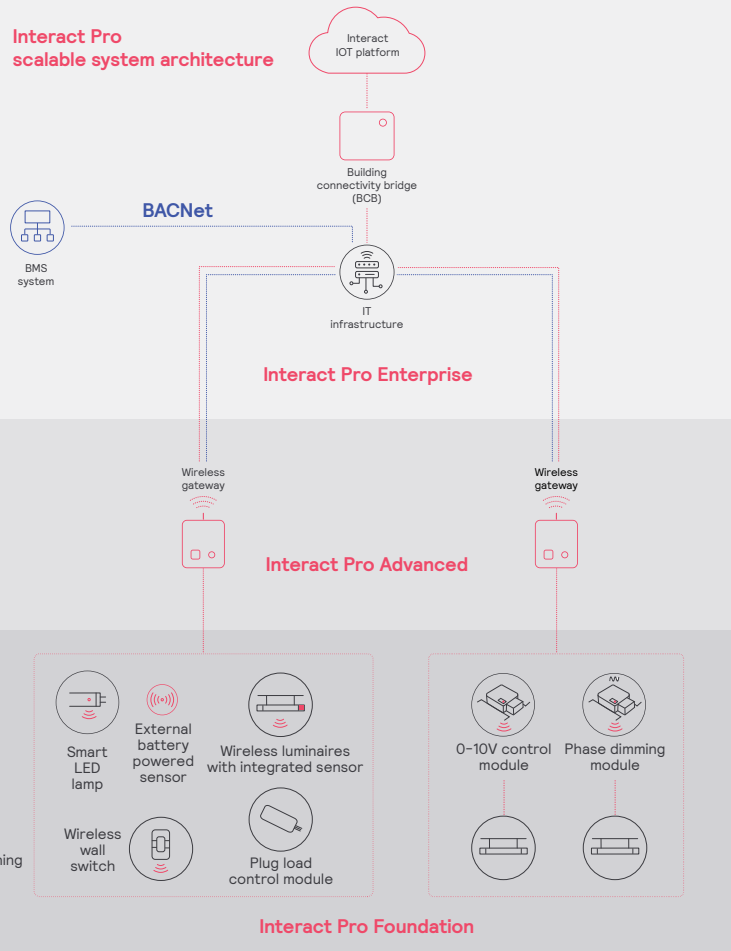 Interact Pro
scalable system architecture
Interact
IOT platform
Building
connectivity bridge
(BCB)
BACNet
BMS
system
IT
infrastructure
Interact Pro Enterprise
Wireless
gateway
Wireless
gateway
Interact Pro Advanced
Smart
LED
lamp
External
battery
powered
sensor
Wireless luminaires
with integrated sensor
0-10V control
module
Phase dimming
module
Wireless
wall
switch
Plug load
control module
Interact Pro Foundation